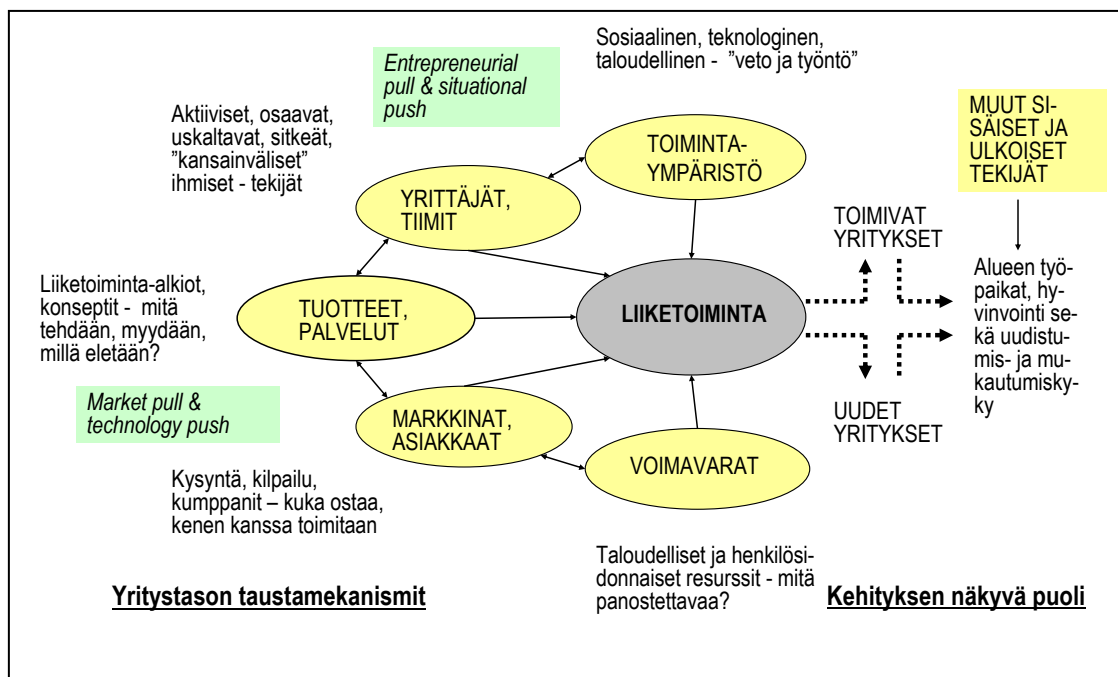 Sosiaalinen, teknologinen,
taloudellinen - ”veto ja työntö”
Entrepreneurial
pull & situational
push
Aktiiviset, osaavat,
uskaltavat, sitkeät,
”kansainväliset”
ihmiset - tekijät
MUUT SI-
SÄISET JA
ULKOISET
TEKIJÄT
TOIMINTA-
YMPÄRISTÖ
YRITTÄJÄT,
TIIMIT
TOIMIVAT
YRITYKSET
Liiketoiminta-alkiot,
konseptit - mitä
tehdään, myydään,
millä eletään?
TUOTTEET,
PALVELUT
LIIKETOIMINTA
Alueen työ-
paikat, hy-
vinvointi se-
kä uudistu-
mis- ja mu-
kautumisky-
ky
Market pull &
technology push
MARKKINAT,
ASIAKKAAT
UUDET
YRITYKSET
VOIMAVARAT
Kysyntä, kilpailu,
kumppanit – kuka ostaa,
kenen kanssa toimitaan
Taloudelliset ja henkilösi-
donnaiset resurssit - mitä
panostettavaa?
Yritystason taustamekanismit
Kehityksen näkyvä puoli